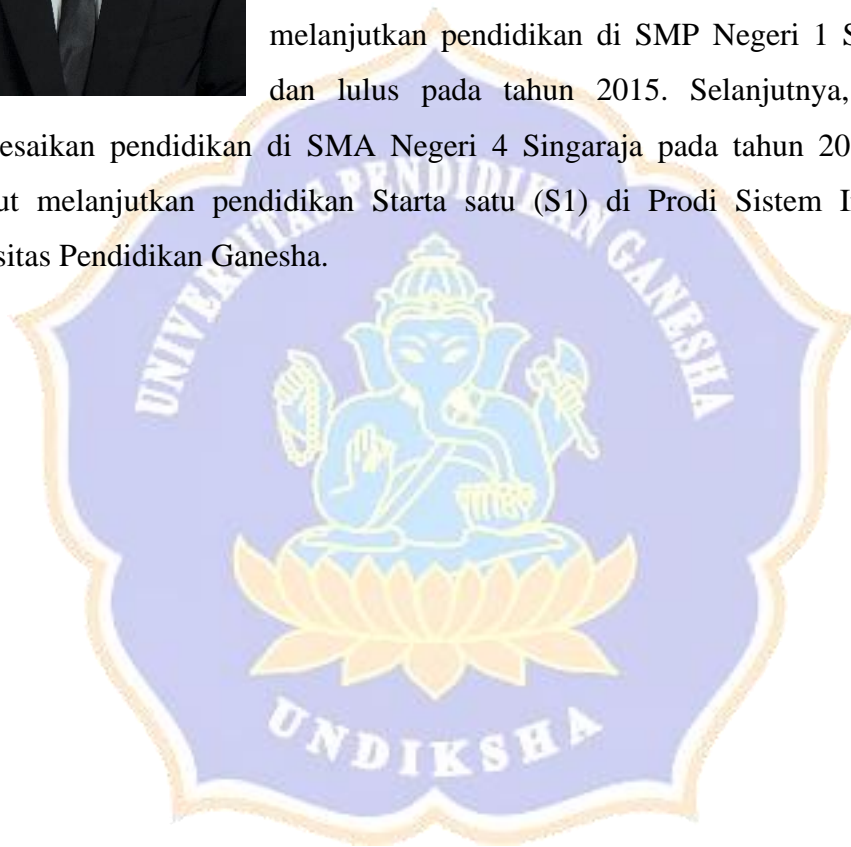 melanjutkan pendidikan di SMP Negeri 1 S
dan lulus pada tahun 2015. Selanjutnya,
esaikan pendidikan di SMA Negeri 4 Singaraja pada tahun 20
ut melanjutkan pendidikan Starta satu (S1) di Prodi Sistem I
sitas Pendidikan Ganesha.
UNIVERSITAS PENDIDIKAN GANESHA
UNDIKSHA